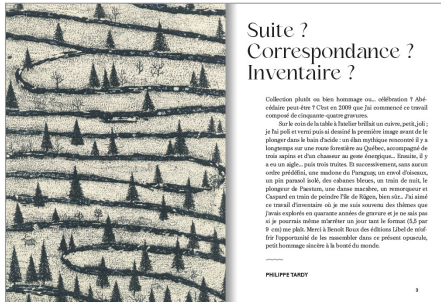 Suite ?
Correspondance ?
Inventaire ?
Collection plutôt ou bien hommage ou... célébration ? Abé-
cédaire peut-être ? C'est en 2009 que j'ai commencé ce travail
composé de cinquante-quatre gravures.
Sur le coin de la table à l'atelier brillait un cuivre, petit, joli ;
je l'ai poli et verni puis ai dessiné la première image avant de le
plonger dans le bain d'acide : un élan mythique rencontré il y a
longtemps sur une route forestière au Québec, accompagné de
trois sapins et d'un chasseur au geste énergique... Ensuite, il y
a eu un aigle... puis trois truites. Et successivement, sans aucun
ordre prédéfini, une madone du Paraguay, un envol d'oiseaux,
un pin parasol isolé, des cabanes bleues, un train de nuit, le
plongeur de Paestum, une danse macabre, un remorqueur et
Caspard en train de peindre l'île de Rügen, bien sûr... J'ai aimé
ce travail d'inventaire où je me suis souvenu des thèmes que
j'avais explorés en quarante années de gravure et je ne sais pas
si je pourrais même m'arrêter un jour tant le format (5,5 par
9 cm) me plaît. Merci à Benoît Roux des éditions Libel de m'of-
frir l'opportunité de les rassembler dans ce présent opuscule,
petit hommage sincère à la bonté du monde.
PHILIPPE TARDY
3